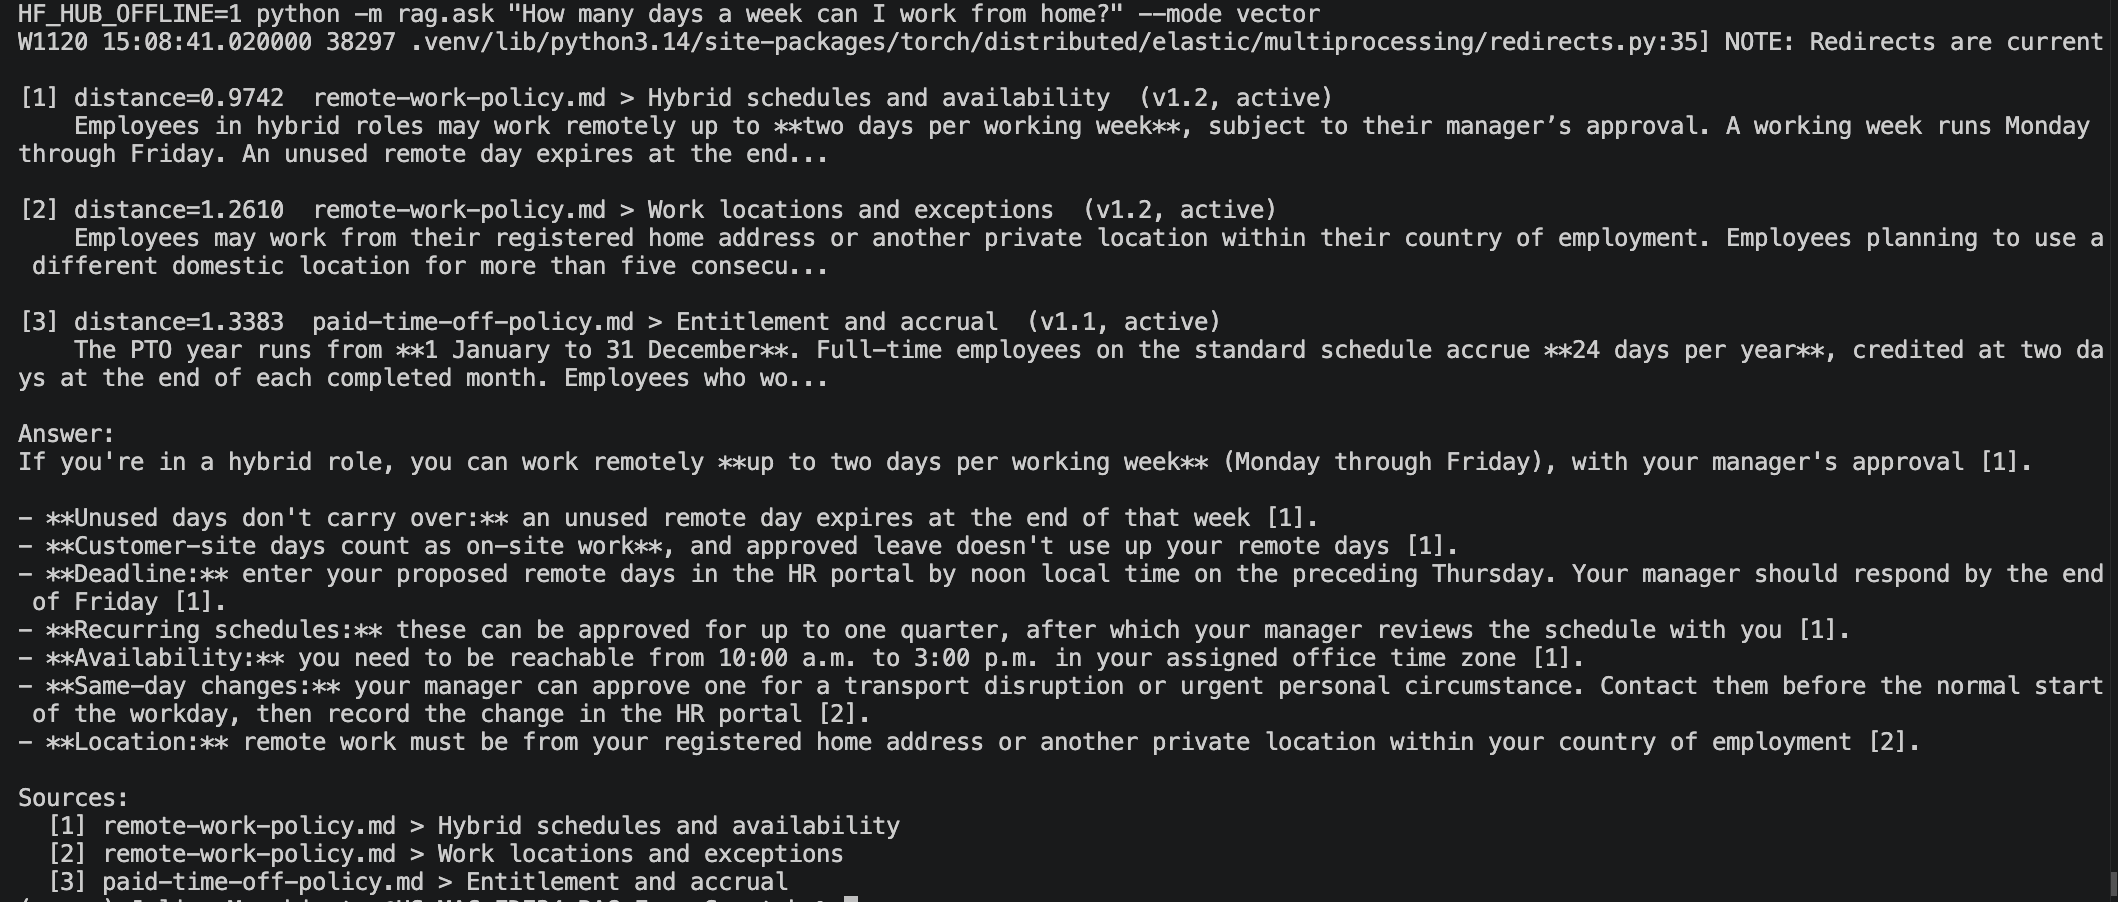 HF_HUB_OFFLINE=1 python -m rag.ask "How many days a week can I work from home?" --mode vector
W1120 15:08:41.020000 38297 .venv/lib/python3.14/site-packages/torch/distributed/elastic/multiprocessing/redirects.py:35] NOTE: Redirects are current
[1] distance=0.9742  remote-work-policy.md > Hybrid schedules and availability  (v1.2, active)
    Employees in hybrid roles may work remotely up to **two days per working week**, subject to their manager’s approval. A working week runs Monday
through Friday. An unused remote day expires at the end...
[2] distance=1.2610  remote-work-policy.md > Work locations and exceptions  (v1.2, active)
    Employees may work from their registered home address or another private location within their country of employment. Employees planning to use a
 different domestic location for more than five consecu...
[3] distance=1.3383  paid-time-off-policy.md > Entitlement and accrual  (v1.1, active)
    The PTO year runs from **1 January to 31 December**. Full-time employees on the standard schedule accrue **24 days per year**, credited at two da
ys at the end of each completed month. Employees who wo...
Answer:
If you're in a hybrid role, you can work remotely **up to two days per working week** (Monday through Friday), with your manager's approval [1].
- **Unused days don't carry over:** an unused remote day expires at the end of that week [1].
- **Customer-site days count as on-site work**, and approved leave doesn't use up your remote days [1].
- **Deadline:** enter your proposed remote days in the HR portal by noon local time on the preceding Thursday. Your manager should respond by the end
 of Friday [1].
- **Recurring schedules:** these can be approved for up to one quarter, after which your manager reviews the schedule with you [1].
- **Availability:** you need to be reachable from 10:00 a.m. to 3:00 p.m. in your assigned office time zone [1].
- **Same-day changes:** your manager can approve one for a transport disruption or urgent personal circumstance. Contact them before the normal start
 of the workday, then record the change in the HR portal [2].
- **Location:** remote work must be from your registered home address or another private location within your country of employment [2].
Sources:
  [1] remote-work-policy.md > Hybrid schedules and availability
  [2] remote-work-policy.md > Work locations and exceptions
  [3] paid-time-off-policy.md > Entitlement and accrual